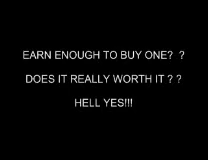 EARN ENOUGH TO BUY ONE?  ?
DOES IT REALLY WORTH IT ? ?
HELL YES!!!